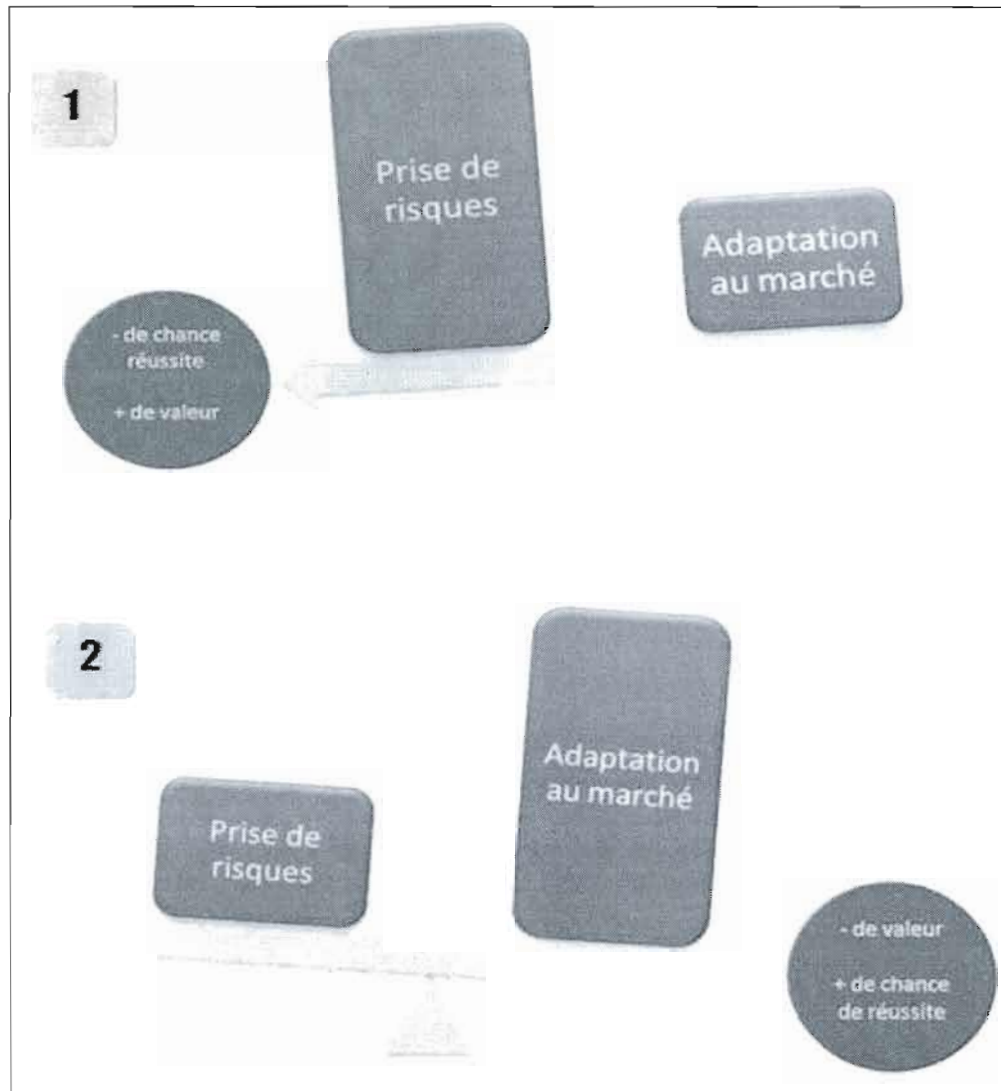 1
Prise de
risques
Adaptation
au marché
- de chance
réussite
+ de valeur
2
Adaptation
au marché
Prise de
risques
- de valeur
+ de chance
de réussite